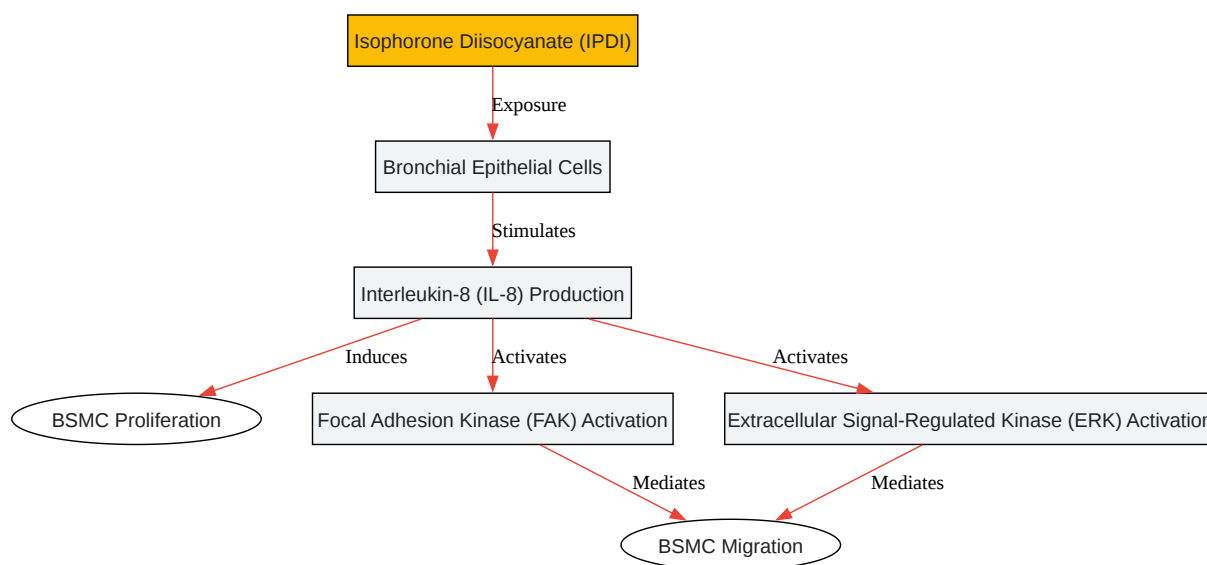 Isophorone Diisocyanate (IPDI)
Exposure
Bronchial Epithelial Cells
Stimulates
Interleukin-8 (IL-8) Production
Induces
Activates
Activates
BSMC Proliferation
Focal Adhesion Kinase (FAK) Activation
Extracellular Signal-Regulated Kinase (ERK) Activation
Mediates
Mediates
BSMC Migration